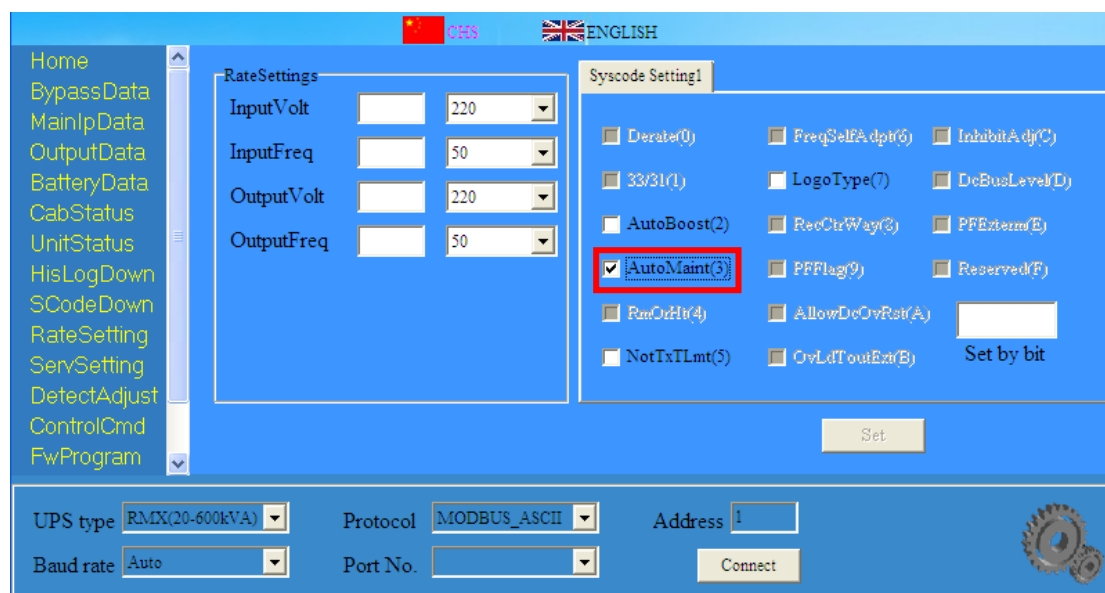 CHS ENGLISH
Home
BypassData
MainIpData
OutputData
BatteryData
CabStatus
UnitStatus
HisLogDown
SCodeDown
RateSetting
ServSetting
DetectAdjust
ControlCmd
FwProgram
RateSettings
InputVolt 220
InputFreq 50
OutputVolt 220
OutputFreq 50
Syscode Setting1
Derate(0) FreqSelfAdpt(6) InhibitAdj(C)
33/31(1) LogoType(7) DcBusLevel(D)
AutoBoost(2) RecCtrWay(8) PFExterm(E)
AutoMaint(3) PFFlag(9) Reserved(F)
RmOrHt(4) AllowDcOvRst(A)
NotTxTLmt(5) OvLdToutExt(B) Set by bit
Set
UPS type RMX(20-600kVA) Protocol MODBUS_ASCII Address 1
Baud rate Auto Port No. Connect